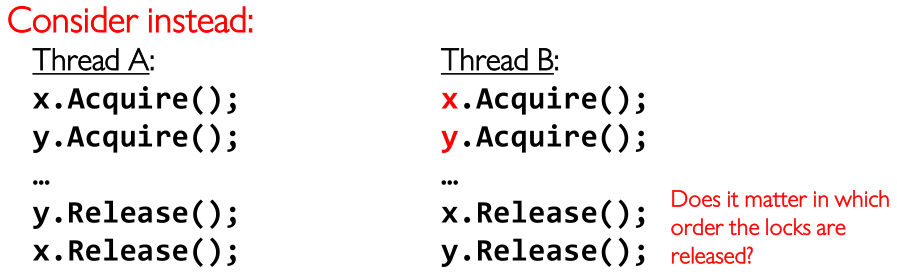 Consider instead:
Thread A:
x.Acquire();
y.Acquire();
…
y.Release();
x.Release();
Thread B:
x.Acquire();
y.Acquire();
…
x.Release();
y.Release();
Does it matter in which
order the locks are
released?